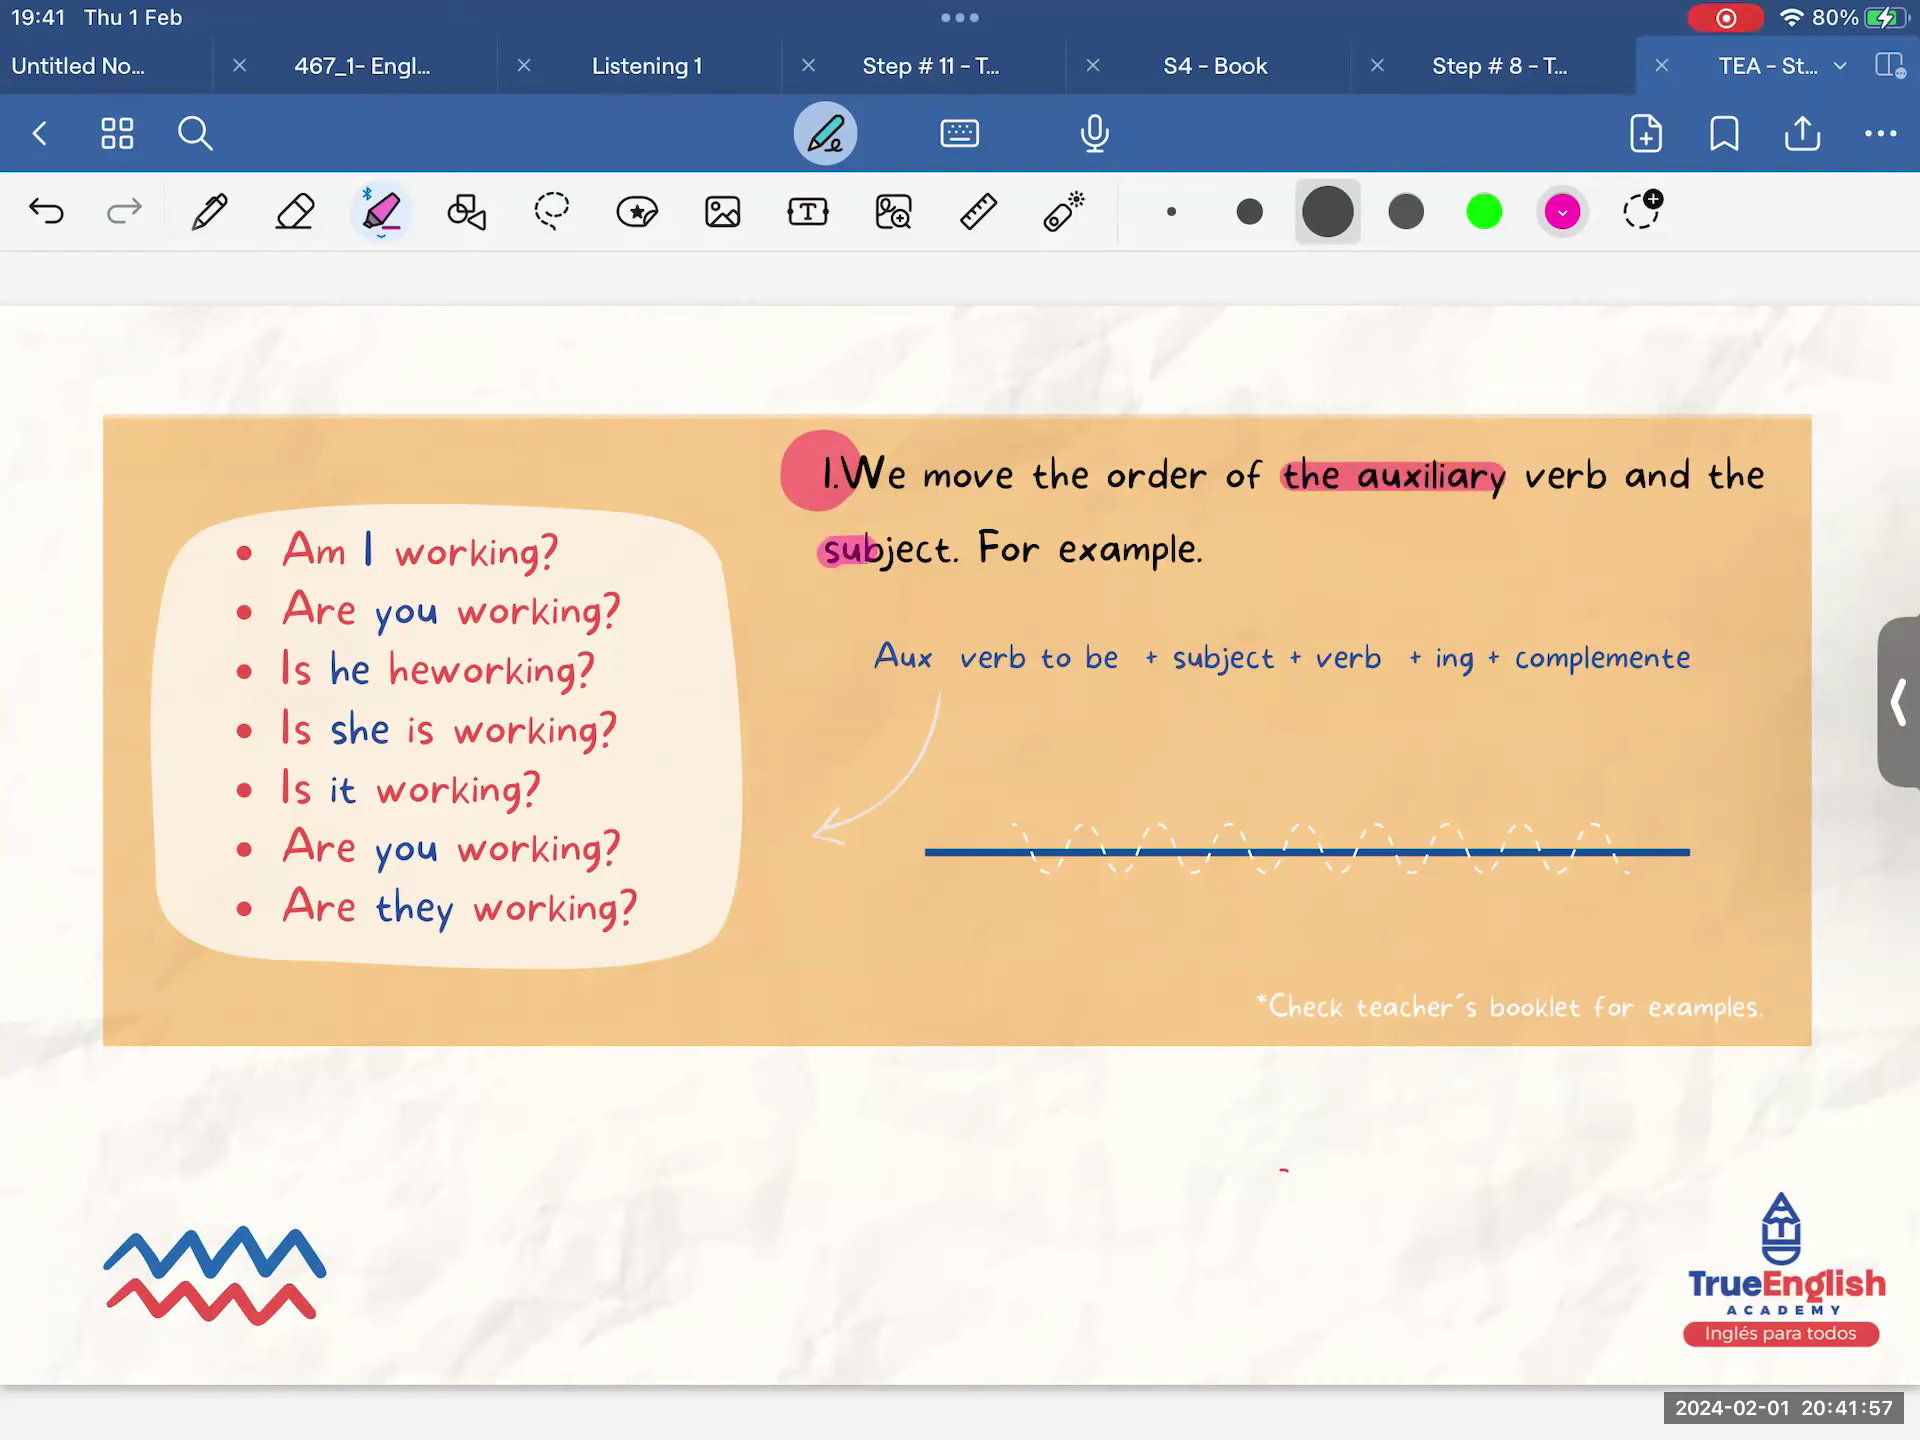 19:41 Thu 1 Feb
80%
Untitled No...
467_1- Engl...
Listening 1
Step # 11 - T...
S4 - Book
Step # 8 - T...
TEA - St...
1.We move the order of the auxiliary verb and the
subject. For example.
• Am I working?
• Are you working?
• Is he heworking?
• Is she is working?
• Is it working?
• Are you working?
• Are they working?
Aux verb to be + subject + verb + ing + complemente
*Check teacher´s booklet for examples.
TrueEnglish
ACADEMY
Inglés para todos
2024-02-01 20:41:57